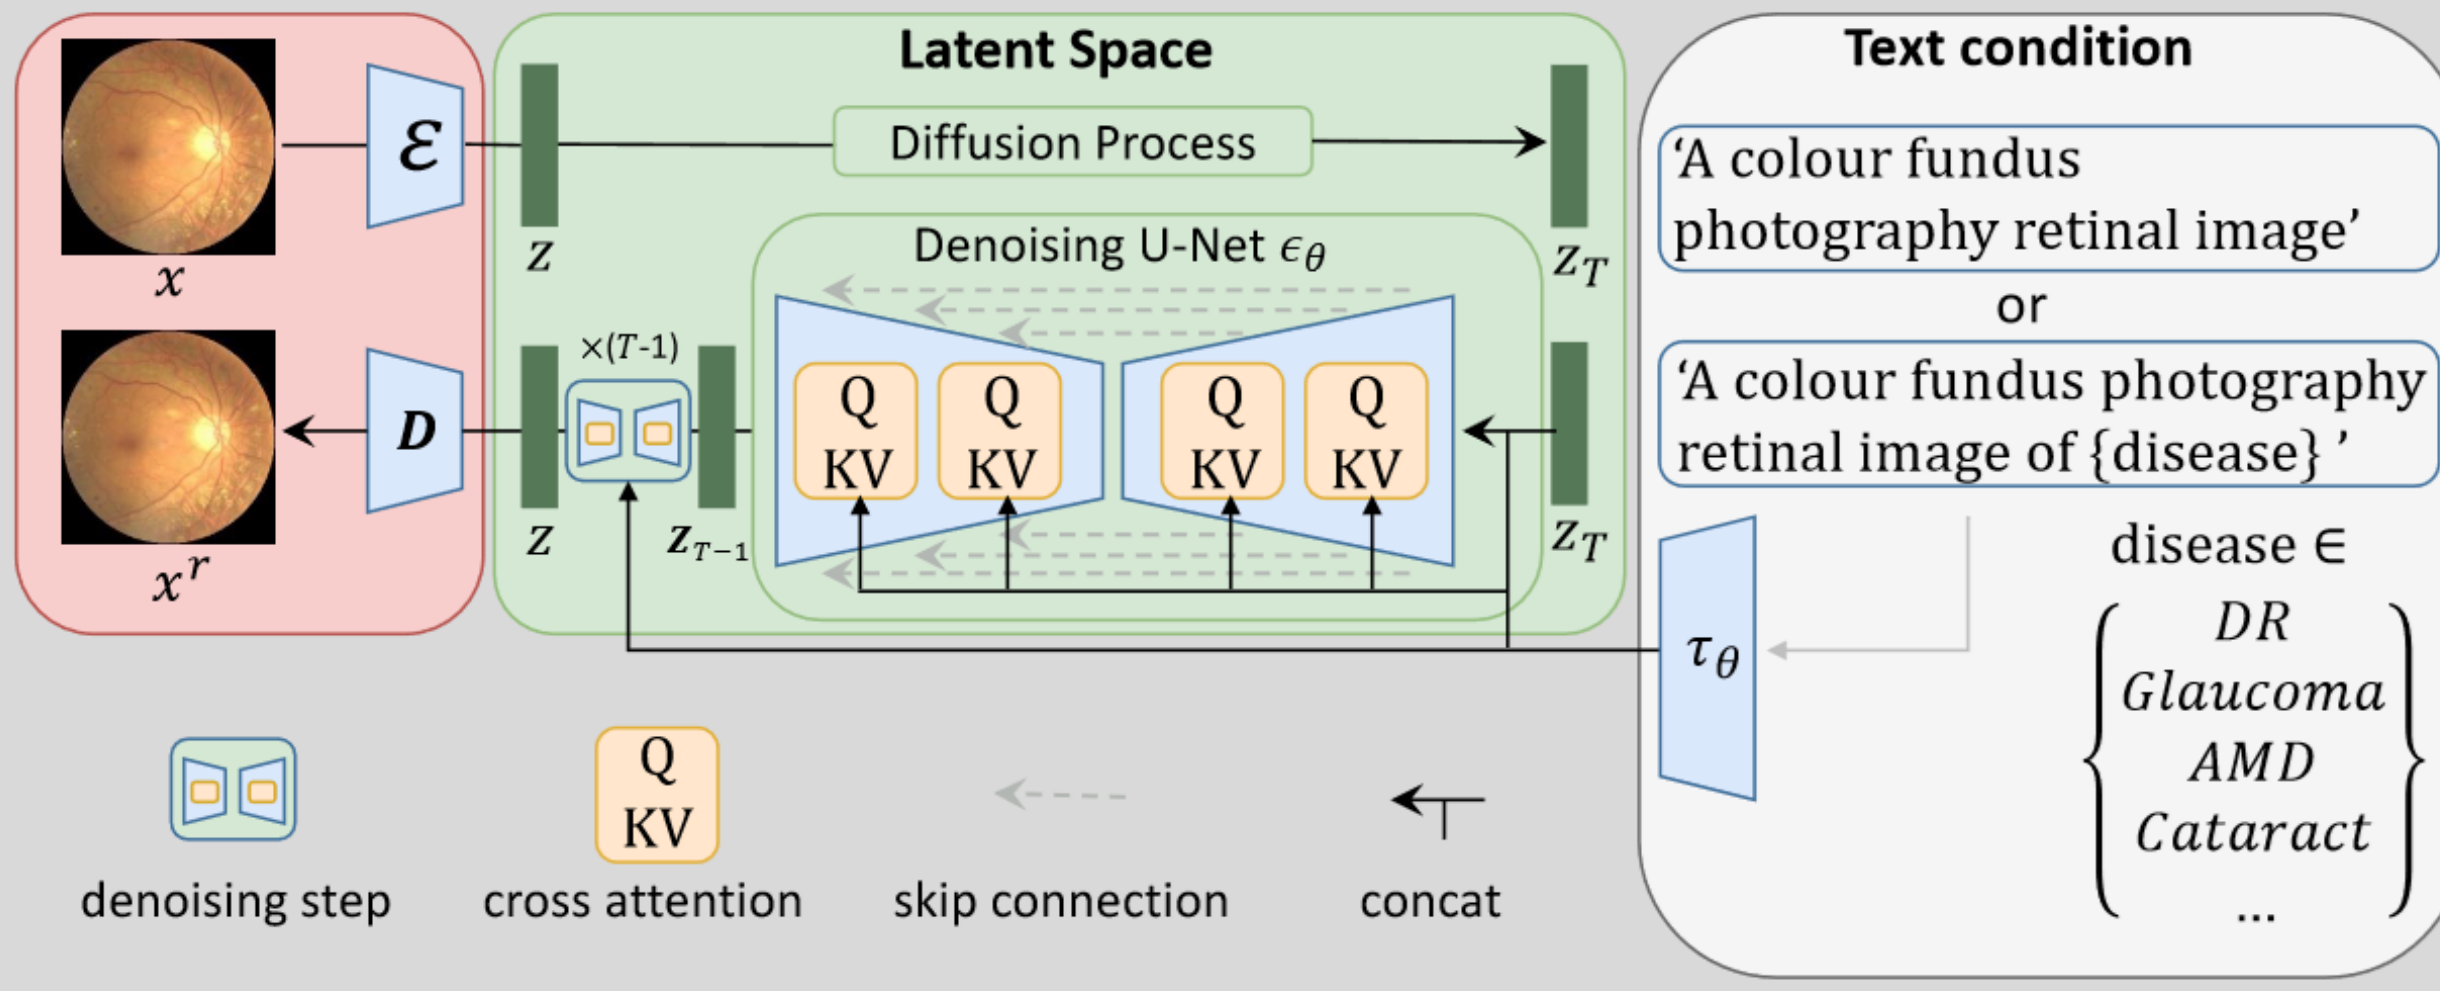 Latent Space
Text condition
ℰ
Diffusion Process
x
z
z_T
Denoising U-Net ϵ_θ
×(T-1)
D
Q
KV
Q
KV
Q
KV
Q
KV
x^r
z
z_{T−1}
z_T
‘A colour fundus
photography retinal image’
or
‘A colour fundus photography
retinal image of {disease} ’
τ_θ
disease ∈
DR
Glaucoma
AMD
Cataract
...
Q
KV
denoising step
cross attention
skip connection
concat